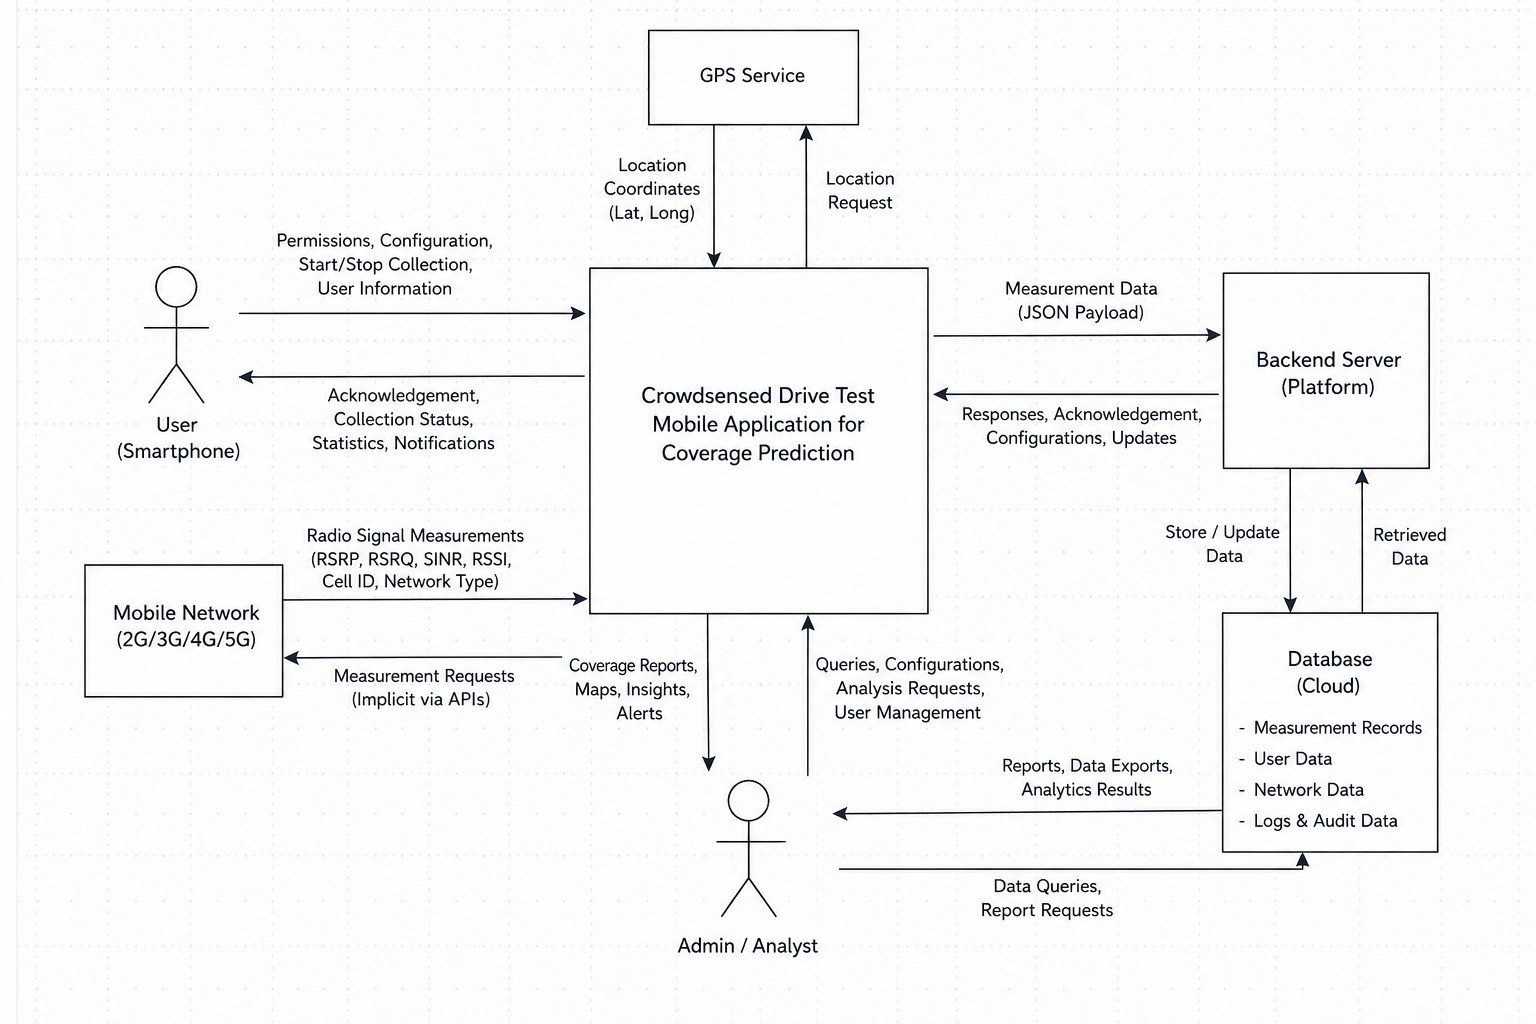 GPS Service
Location
Coordinates
(Lat, Long)
Location
Request
Permissions, Configuration,
Start/Stop Collection,
User Information
User
(Smartphone)
Acknowledgement,
Collection Status,
Statistics, Notifications
Crowdsensed Drive Test
Mobile Application for
Coverage Prediction
Measurement Data
(JSON Payload)
Responses, Acknowledgement,
Configurations, Updates
Backend Server
(Platform)
Radio Signal Measurements
(RSRP, RSRQ, SINR, RSSI,
Cell ID, Network Type)
Mobile Network
(2G/3G/4G/5G)
Measurement Requests
(Implicit via APIs)
Coverage Reports,
Maps, Insights,
Alerts
Queries, Configurations,
Analysis Requests,
User Management
Store / Update
Data
Retrieved
Data
Database
(Cloud)
- Measurement Records
- User Data
- Network Data
- Logs & Audit Data
Reports, Data Exports,
Analytics Results
Data Queries,
Report Requests
Admin / Analyst